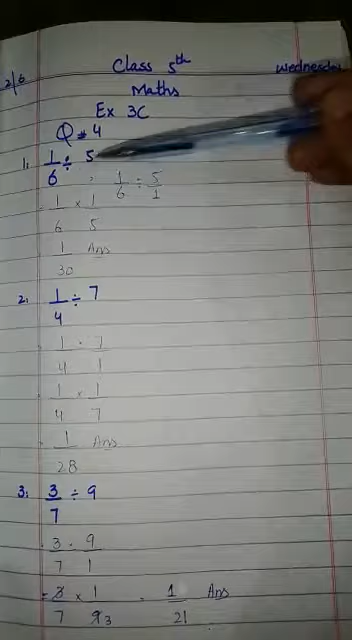 2/6 Class 5th Wednesday
Maths
Ex 3C
Q # 4
1: 1/6 ÷ 5
1/6 ÷ 5/1
1/6 × 1/5
1/30 Ans
2: 1/4 ÷ 7
1/4 ÷ 7/1
1/4 × 1/7
= 1/28 Ans
3: 3/7 ÷ 9
3/7 ÷ 9/1
= 3/7 × 1/9 3 = 1/21 Ans